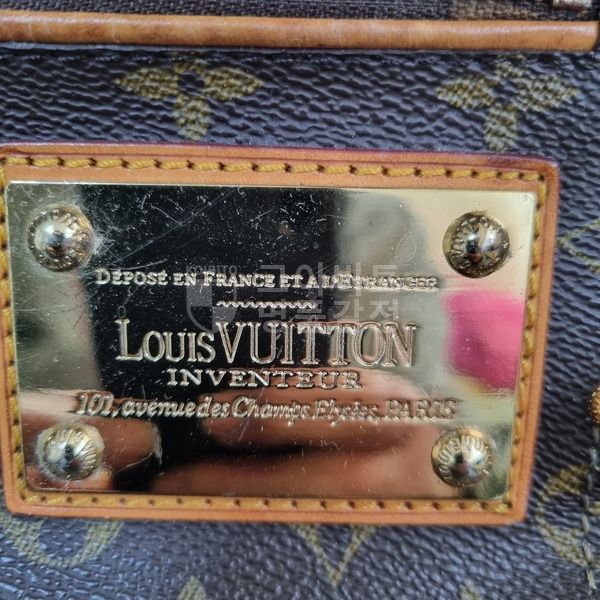 DÉPOSÉ EN FRANCE ET A L'ÉTRANGER
LOUIS VUITTON
INVENTEUR
101, avenue des Champs Elysées, PARIS